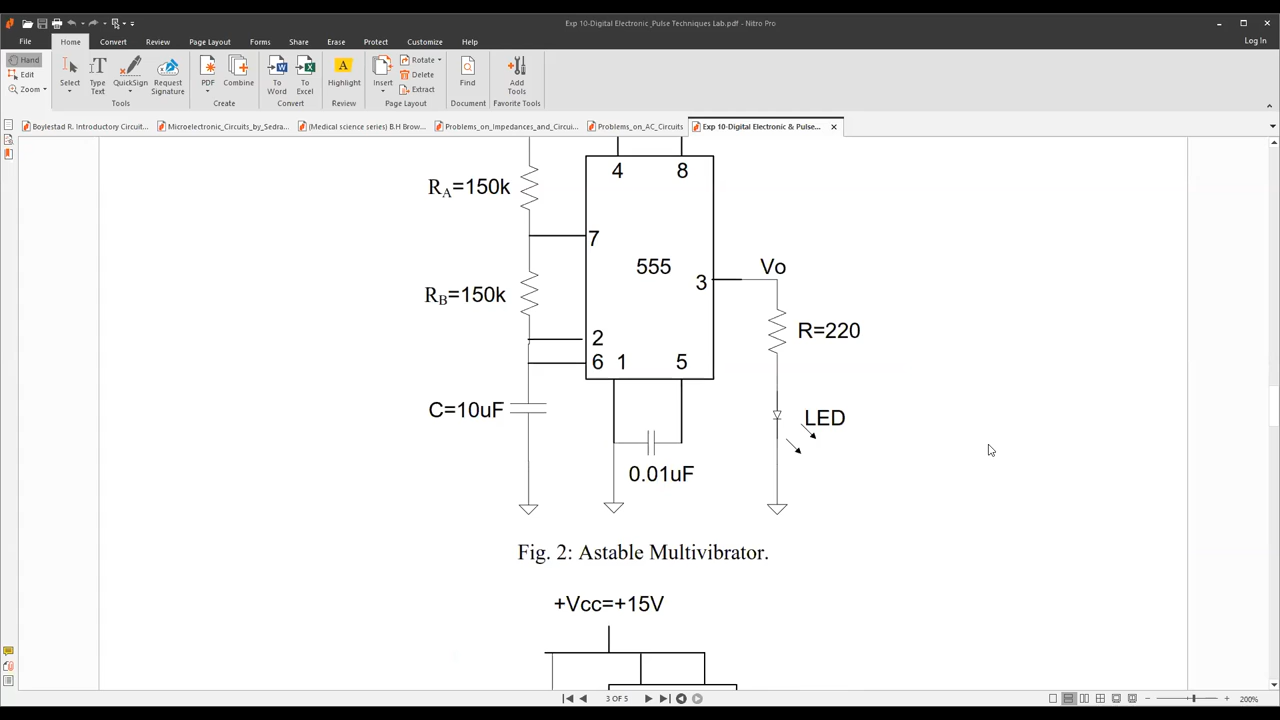 Exp 10-Digital Electronic_Pulse Techniques Lab.pdf - Nitro Pro
File Home Convert Review Page Layout Forms Share Erase Protect Customize Help Log In
Hand
Edit
Zoom
Select
Type Text
QuickSign
Request Signature
Tools
PDF
Combine
Create
To Word
To Excel
Convert
Highlight
Review
Insert
Rotate
Delete
Extract
Page Layout
Find
Document
Add Tools
Favorite Tools
Boylestad R. Introductory Circuit...
Microelectronic_Circuits_by_Sedra...
(Medical science series) B.H Brow...
Problems_on_Impedances_and_Circui...
Problems_on_AC_Circuits
Exp 10-Digital Electronic & Pulse...
4 8
RA=150k
7
555
Vo
3
RB=150k
R=220
2
6 1 5
C=10uF
LED
0.01uF
Fig. 2: Astable Multivibrator.
+Vcc=+15V
3 OF 5
200%